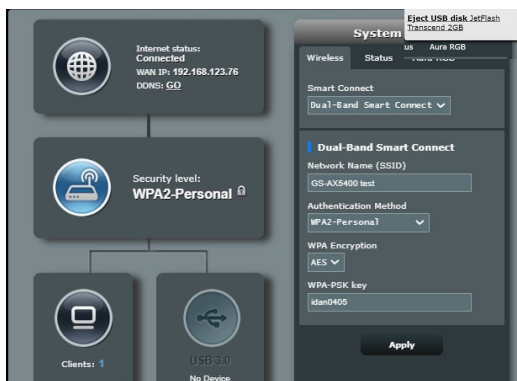 Internet status:
Connected
WAN IP: 192.168.123.76
DDNS: GO
Security level:
WPA2-Personal
Clients: 1
USB 3.0
No Device
Eject USB disk JetFlash
Transcend 2GB
System
us Aura RGB
Wireless Status
Smart Connect
Dual-Band Smart Connect
Dual-Band Smart Connect
Network Name (SSID)
GS-AX5400 test
Authentication Method
WPA2-Personal
WPA Encryption
AES
WPA-PSK key
idan0405
Apply